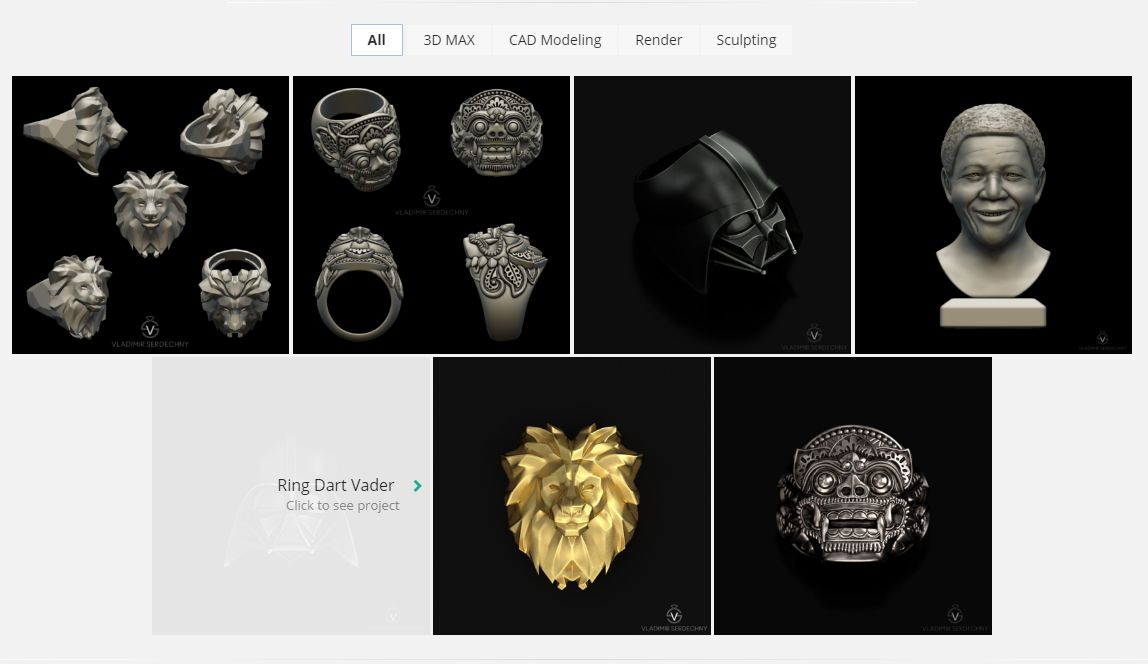 All
3D MAX
CAD Modeling
Render
Sculpting
VLADIMIR SERDECHNY
VLADIMIR SERDECHNY
VLADIMIR SERDECHNY
VLADIMIR SERDECHNY
Ring Dart Vader
Click to see project
VLADIMIR SERDECHNY
VLADIMIR SERDECHNY